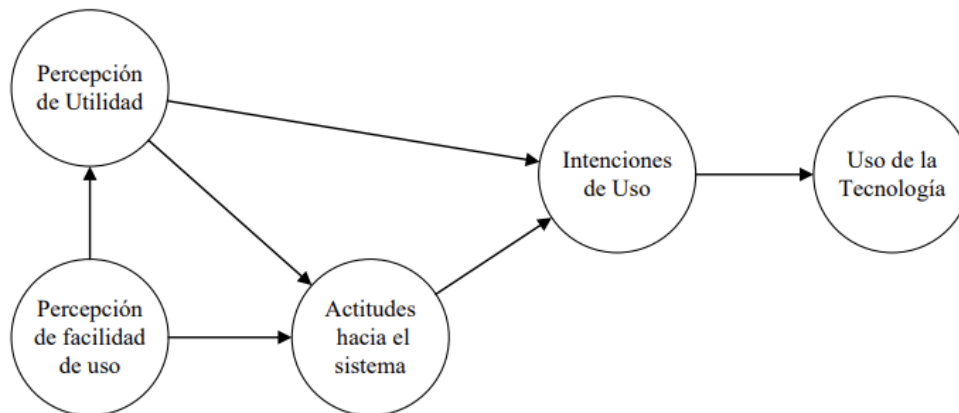 Percepción
de Utilidad
Intenciones
de Uso
Uso de la
Tecnología
Percepción
de facilidad
de uso
Actitudes
hacia el
sistema